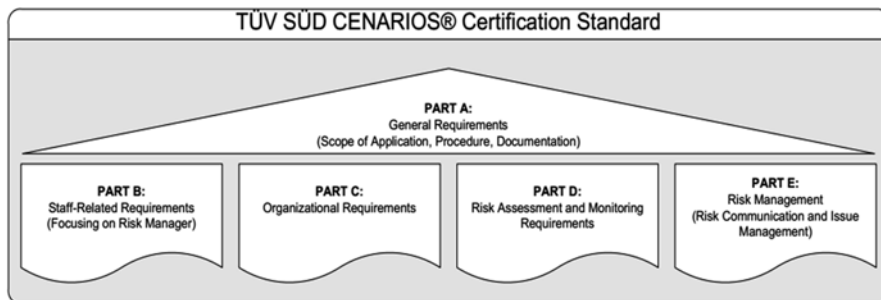 TÜV SÜD CENARIOS® Certification Standard
PART A:
General Requirements
(Scope of Application, Procedure, Documentation)
PART B:
Staff-Related Requirements
(Focusing on Risk Manager)
PART C:
Organizational Requirements
PART D:
Risk Assessment and Monitoring
Requirements
PART E:
Risk Management
(Risk Communication and Issue
Management)